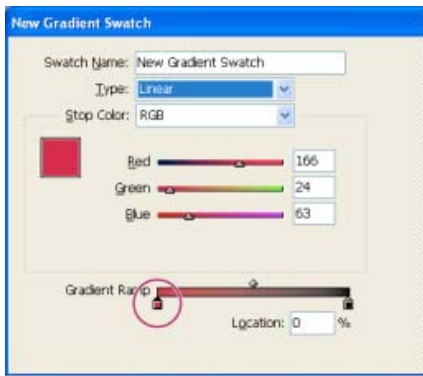 New Gradient Swatch
Swatch Name: New Gradient Swatch
Type: Linear
Stop Color: RGB
Red 166
Green 24
Blue 63
Gradient Ramp
Location: 0 %